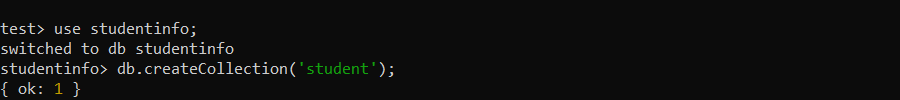 test> use studentinfo;
switched to db studentinfo
studentinfo> db.createCollection('student');
{ ok: 1 }